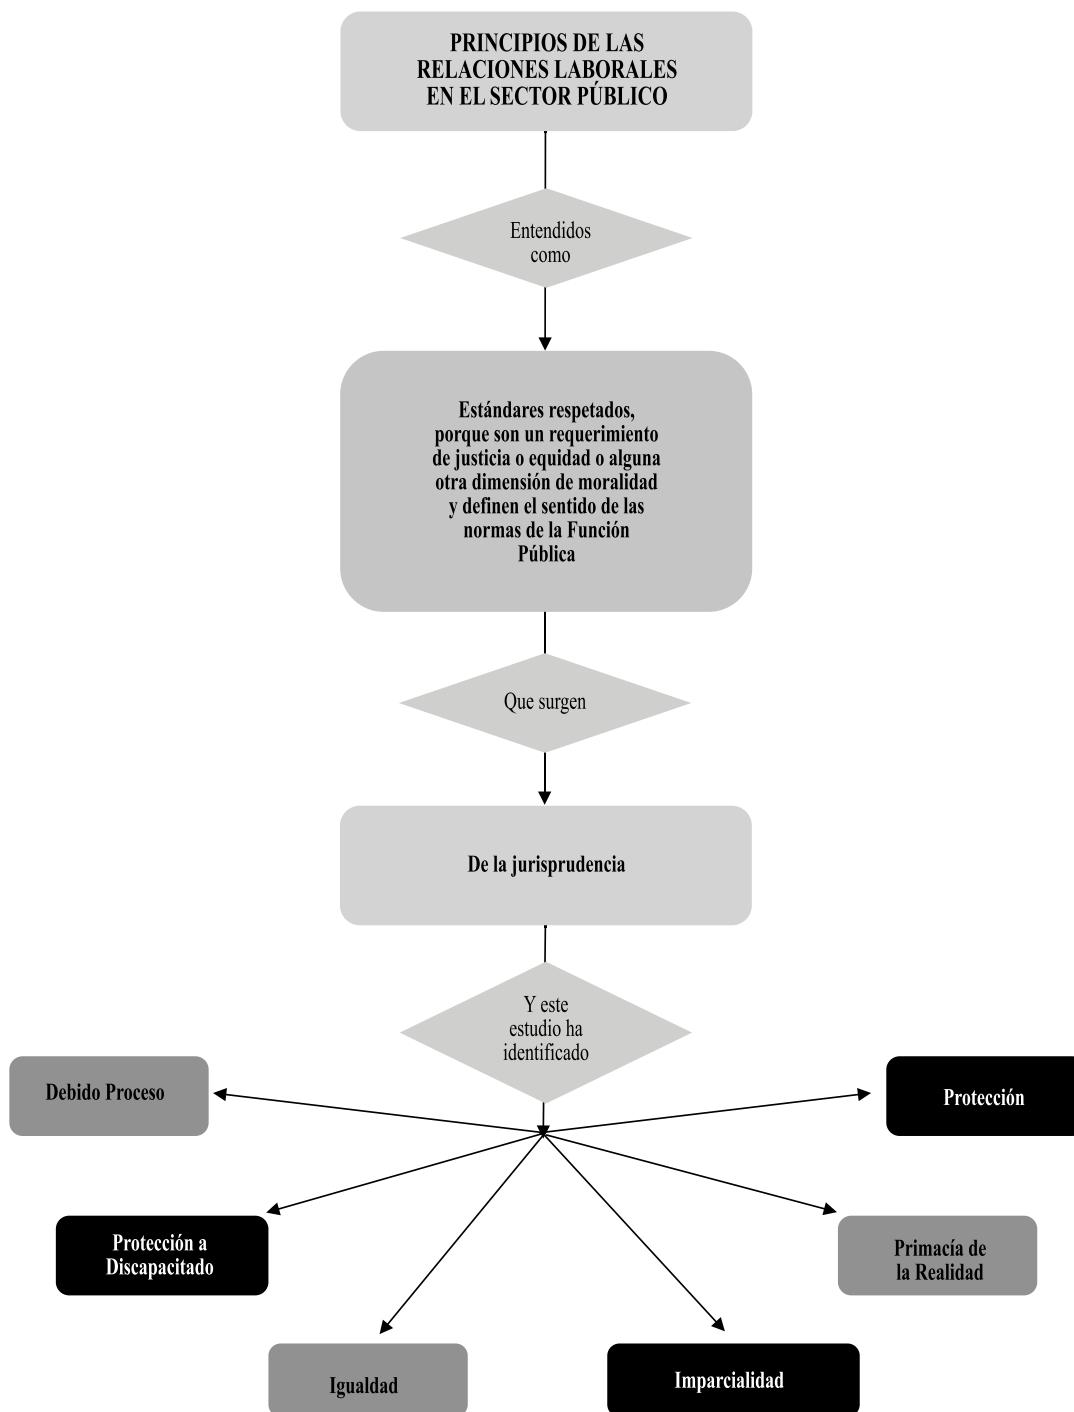 PRINCIPIOS DE LAS
RELACIONES LABORALES
EN EL SECTOR PÚBLICO
Entendidos
como
Estándares respetados,
porque son un requerimiento
de justicia o equidad o alguna
otra dimensión de moralidad
y definen el sentido de las
normas de la Función
Pública
Que surgen
De la jurisprudencia
Y este
estudio ha
identificado
Debido Proceso
Protección
Protección a
Discapacitado
Primacía de
la Realidad
Igualdad
Imparcialidad